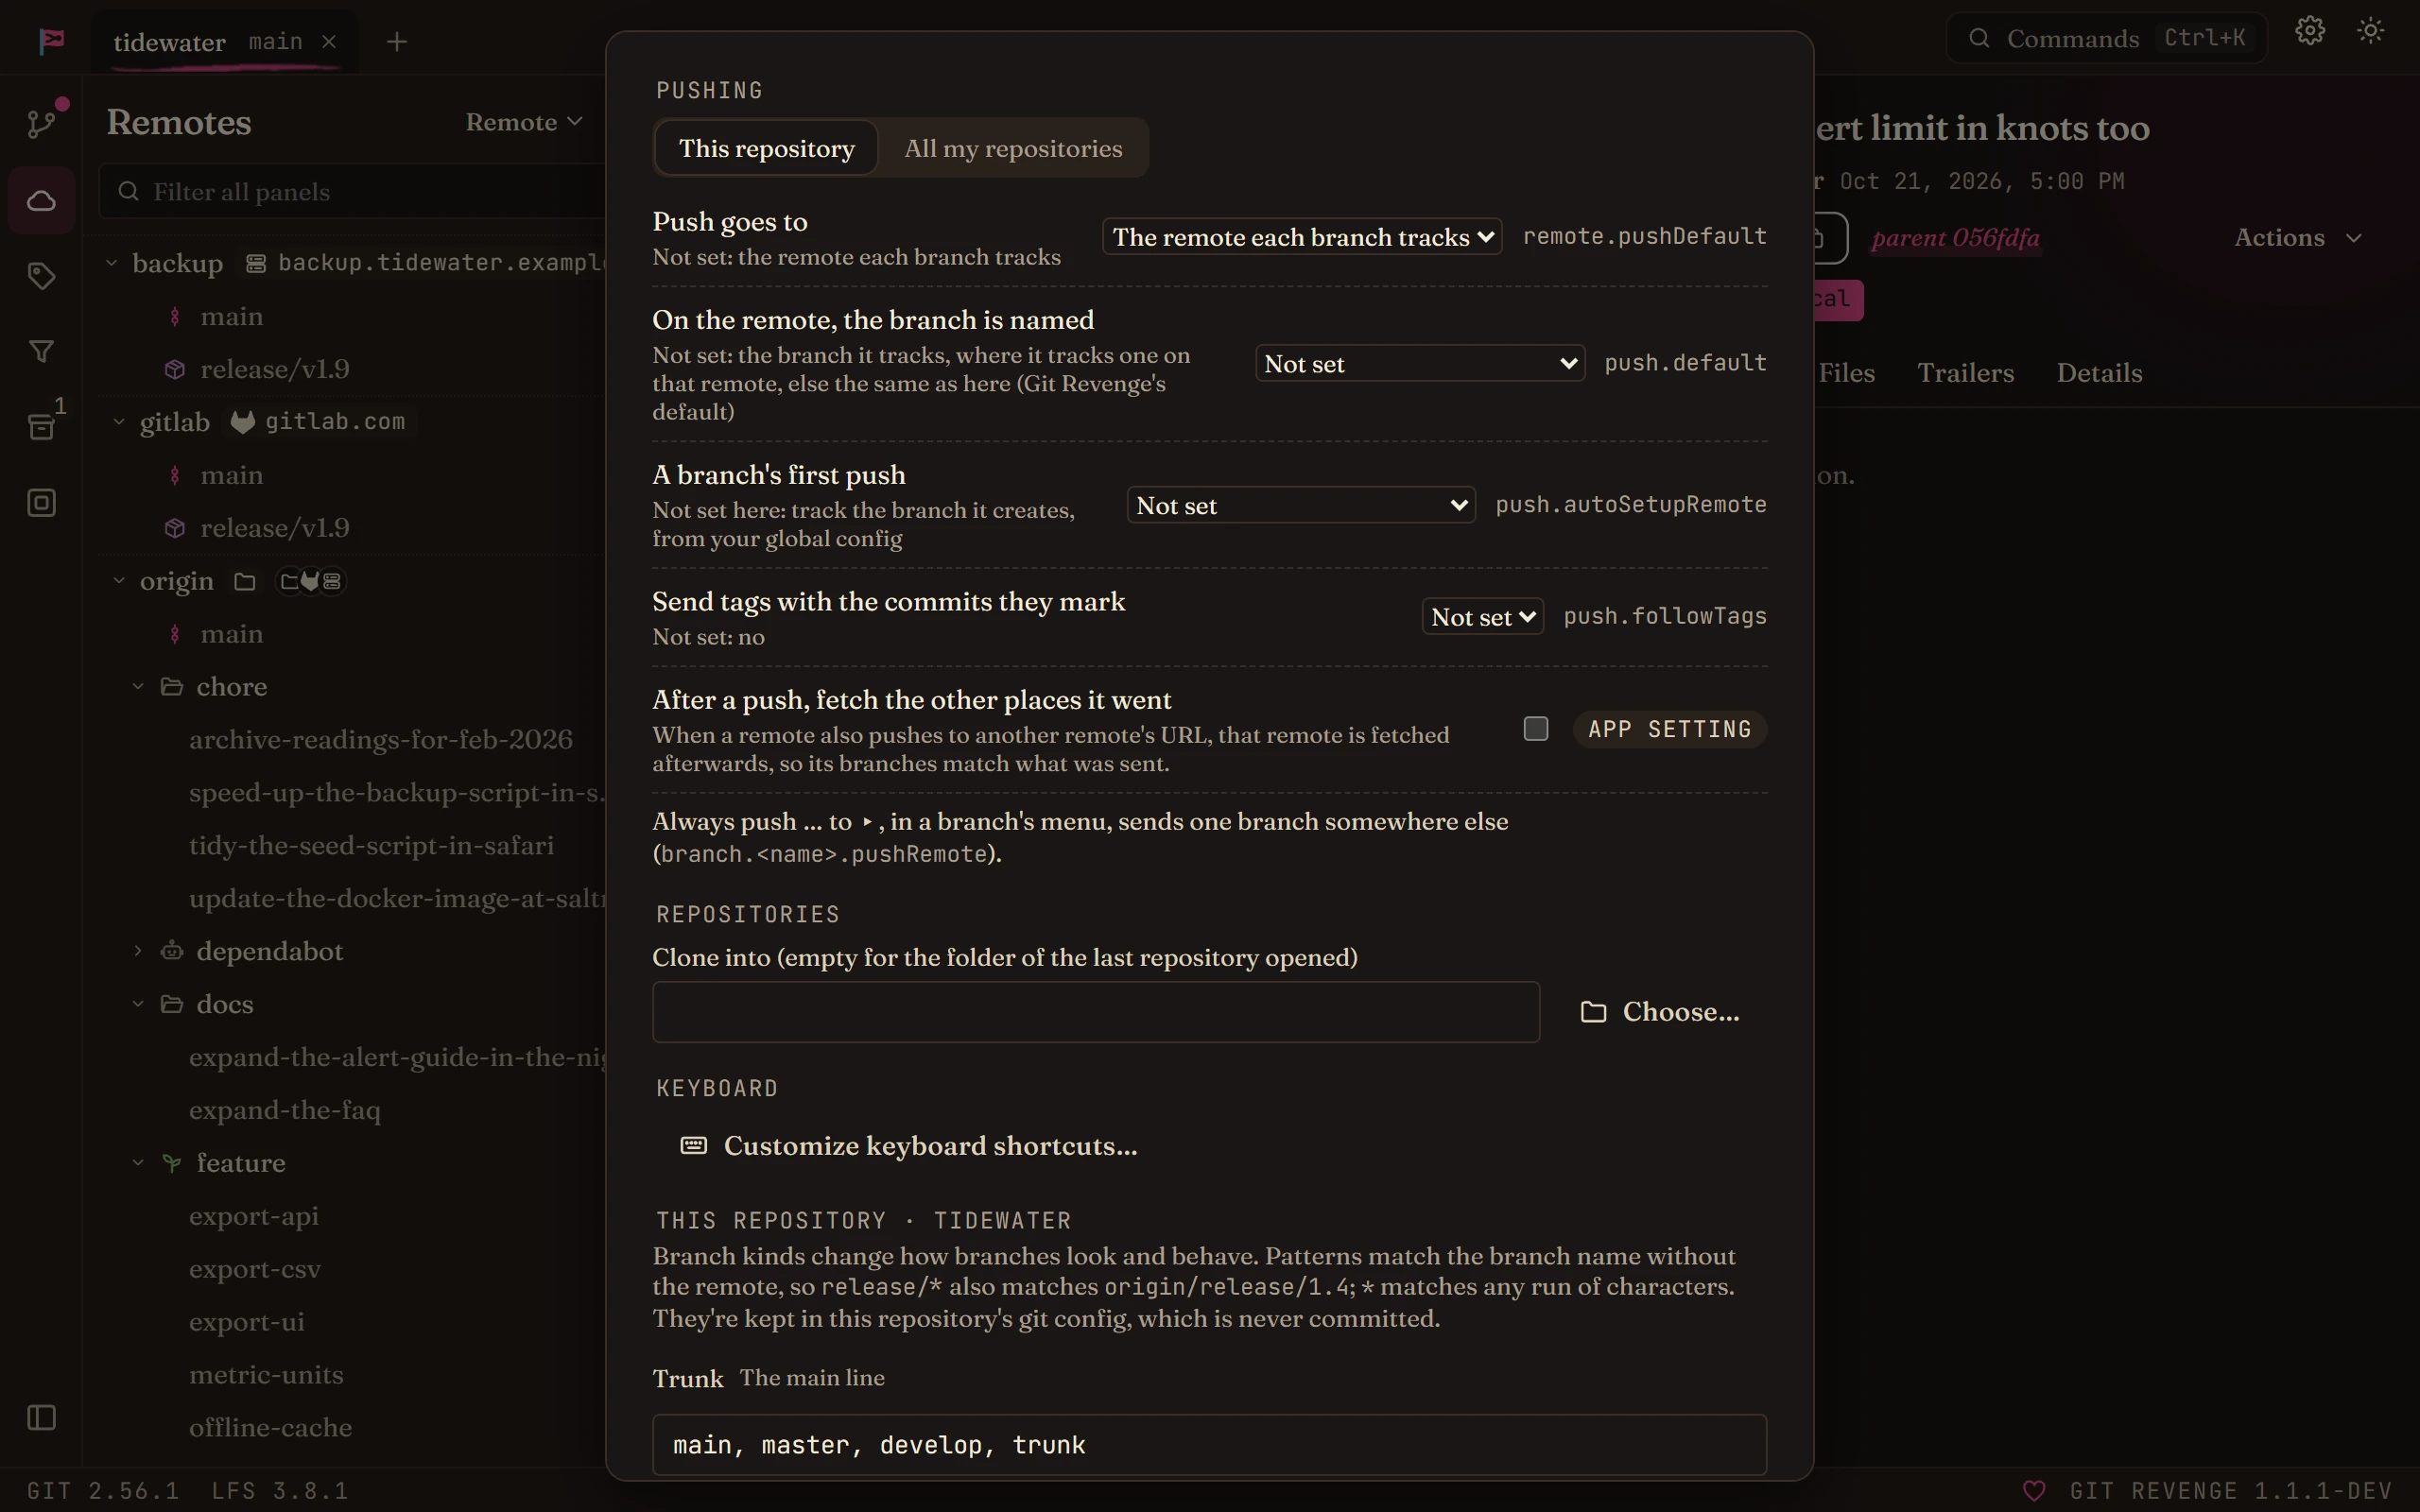 tidewater main
Commands Ctrl+K
Remotes
Remote
Filter all panels
backup backup.tidewater.example
main
release/v1.9
gitlab gitlab.com
main
release/v1.9
origin
main
chore
archive-readings-for-feb-2026
speed-up-the-backup-script-in-s…
tidy-the-seed-script-in-safari
update-the-docker-image-at-salt
dependabot
docs
expand-the-alert-guide-in-the-nig
expand-the-faq
feature
export-api
export-csv
export-ui
metric-units
offline-cache
1
PUSHING
This repository All my repositories
Push goes to
Not set: the remote each branch tracks
The remote each branch tracks remote.pushDefault
On the remote, the branch is named
Not set: the branch it tracks, where it tracks one on
that remote, else the same as here (Git Revenge's
default)
Not set push.default
A branch's first push
Not set here: track the branch it creates,
from your global config
Not set push.autoSetupRemote
Send tags with the commits they mark
Not set: no
Not set push.followTags
After a push, fetch the other places it went
When a remote also pushes to another remote's URL, that remote is fetched
afterwards, so its branches match what was sent.
APP SETTING
Always push … to ▸ , in a branch's menu, sends one branch somewhere else
(branch.<name>.pushRemote).
REPOSITORIES
Clone into (empty for the folder of the last repository opened)
Choose…
KEYBOARD
Customize keyboard shortcuts…
THIS REPOSITORY · TIDEWATER
Branch kinds change how branches look and behave. Patterns match the branch name without
the remote, so release/* also matches origin/release/1.4; * matches any run of characters.
They're kept in this repository's git config, which is never committed.
Trunk The main line
main, master, develop, trunk
ert limit in knots too
r Oct 21, 2026, 5:00 PM
parent 056fdfa
Actions
cal
Files Trailers Details
on.
GIT 2.56.1 LFS 3.8.1
GIT REVENGE 1.1.1-DEV